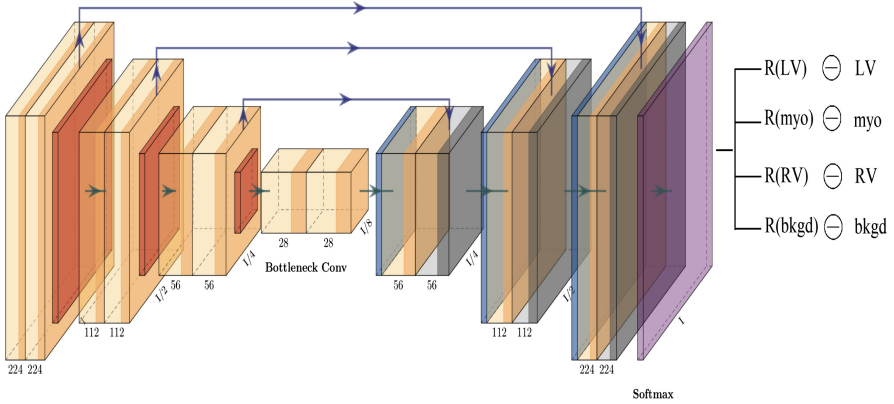 R(LV) ⊖ LV
R(myo) ⊖ myo
R(RV) ⊖ RV
R(bkgd) ⊖ bkgd
224 224
112 112
1/2
56 56
1/4
28 28
1/8
Bottleneck Conv
56 56
1/4
112 112
1/2
224 224
I
Softmax